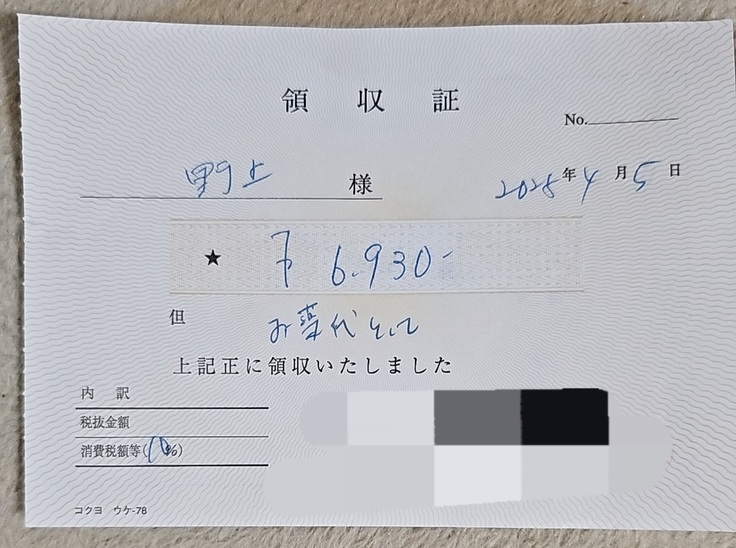 領収証
No.
野上 様
2025年4月5日
★ ¥6.930-
但 お薬代として
上記正に領収いたしました
内訳
税抜金額
消費税額等(10%)
コクヨ ウケ-78